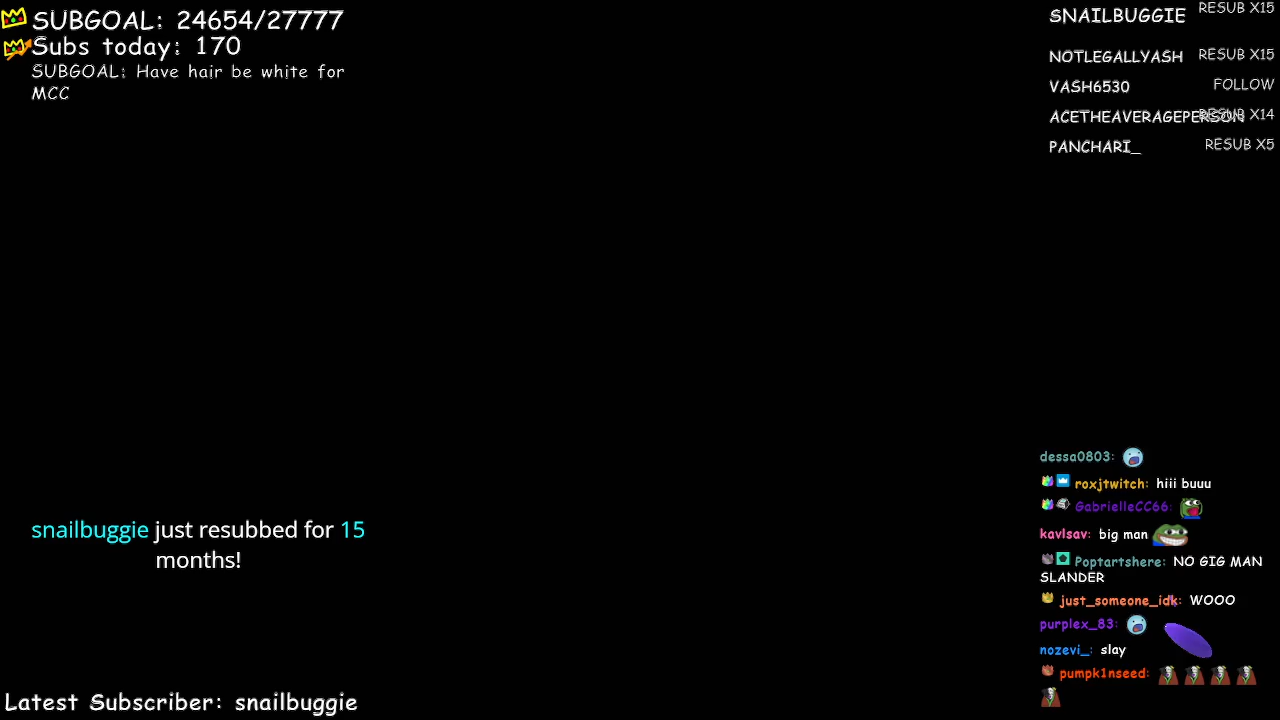 SUBGOAL: 24654/27777
Subs today: 170
SUBGOAL: Have hair be white for
MCC
SNAILBUGGIE RESUB X15
NOTLEGALLYASH RESUB X15
VASH6530 FOLLOW
ACETHEAVERAGEPERSON RESUB X14
PANCHARI_ RESUB X5
snailbuggie just resubbed for 15
months!
dessa0803:
roxjtwitch: hiii buuu
GabrielleCC66:
kavlsav: big man
Poptartshere: NO GIG MAN
SLANDER
just_someone_idk: WOOO
purplex_83:
nozevi_: slay
pumpk1nseed:
Latest Subscriber: snailbuggie